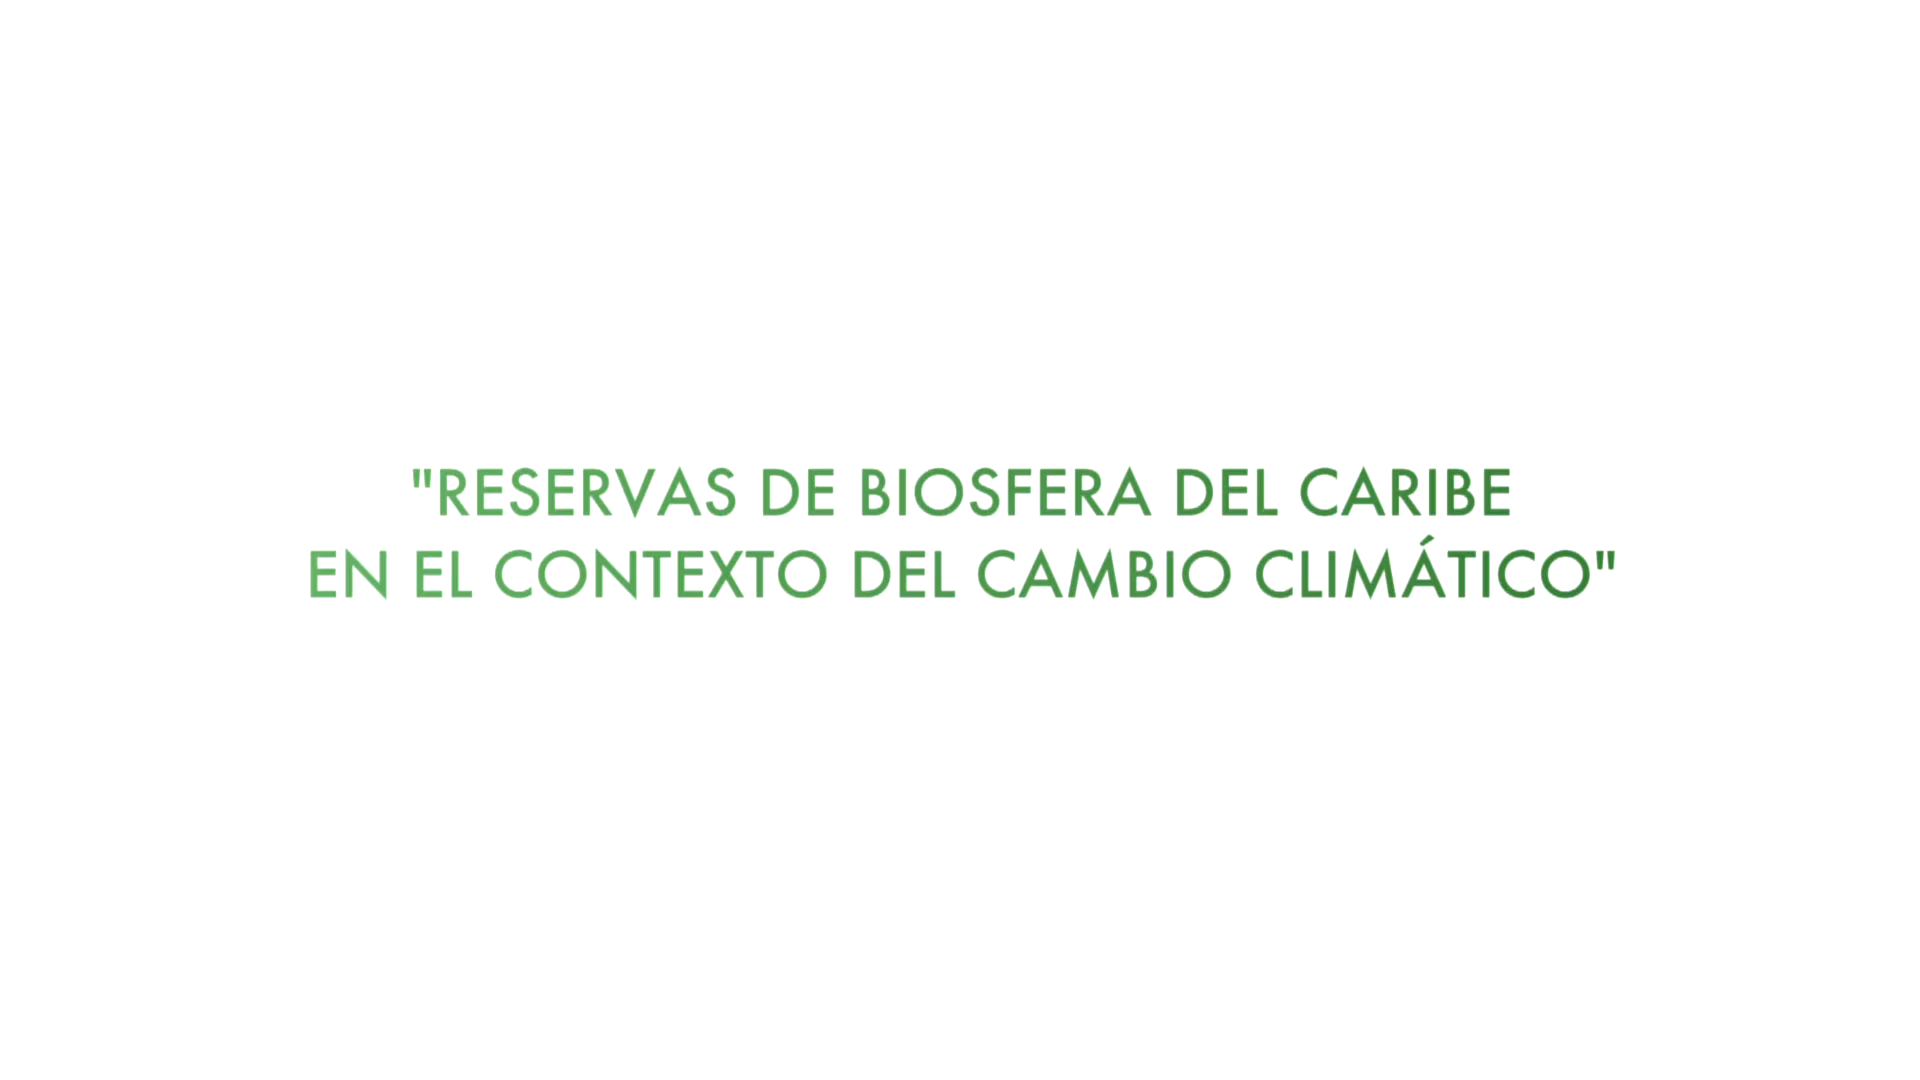 "RESERVAS DE BIOSFERA DEL CARIBE
EN EL CONTEXTO DEL CAMBIO CLIMÁTICO"